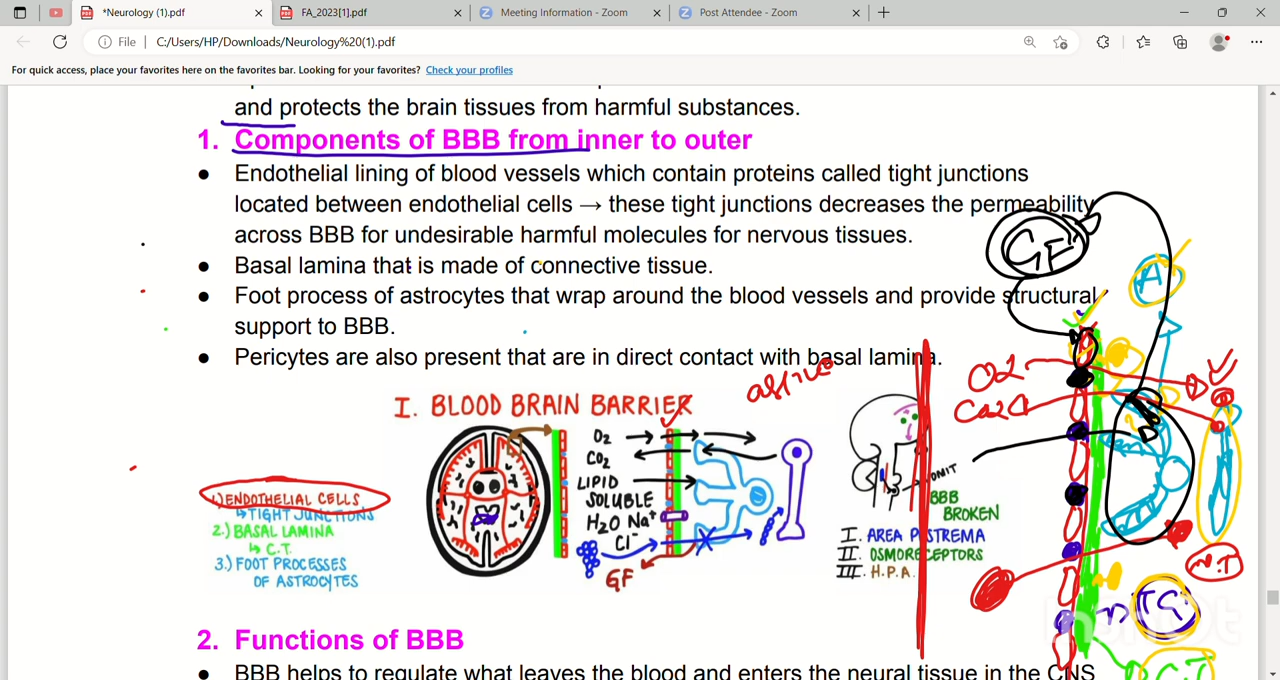 *Neurology (1).pdf
FA_2023[1].pdf
Meeting Information - Zoom
Post Attendee - Zoom
File
C:/Users/HP/Downloads/Neurology%20(1).pdf
For quick access, place your favorites here on the favorites bar. Looking for your favorites? Check your profiles
and protects the brain tissues from harmful substances.
1. Components of BBB from inner to outer
● Endothelial lining of blood vessels which contain proteins called tight junctions
located between endothelial cells → these tight junctions decreases the permeability
across BBB for undesirable harmful molecules for nervous tissues.
● Basal lamina that is made of connective tissue.
● Foot process of astrocytes that wrap around the blood vessels and provide structural
support to BBB.
● Pericytes are also present that are in direct contact with basal lamina.
GF
A
O2
CO2
N.T
TG
C.T
I. BLOOD BRAIN BARRIER
1.) ENDOTHELIAL CELLS
↳ TIGHT JUNCTIONS
2.) BASAL LAMINA
↳ C.T.
3.) FOOT PROCESSES
OF ASTROCYTES
O2
CO2
LIPID
SOLUBLE
H2O Na+
Cl-
GF
VOMIT
BBB
BROKEN
I. AREA POSTREMA
II. OSMORECEPTORS
III. H.P.A.
2. Functions of BBB
● BBB helps to regulate what leaves the blood and enters the neural tissue in the CNS